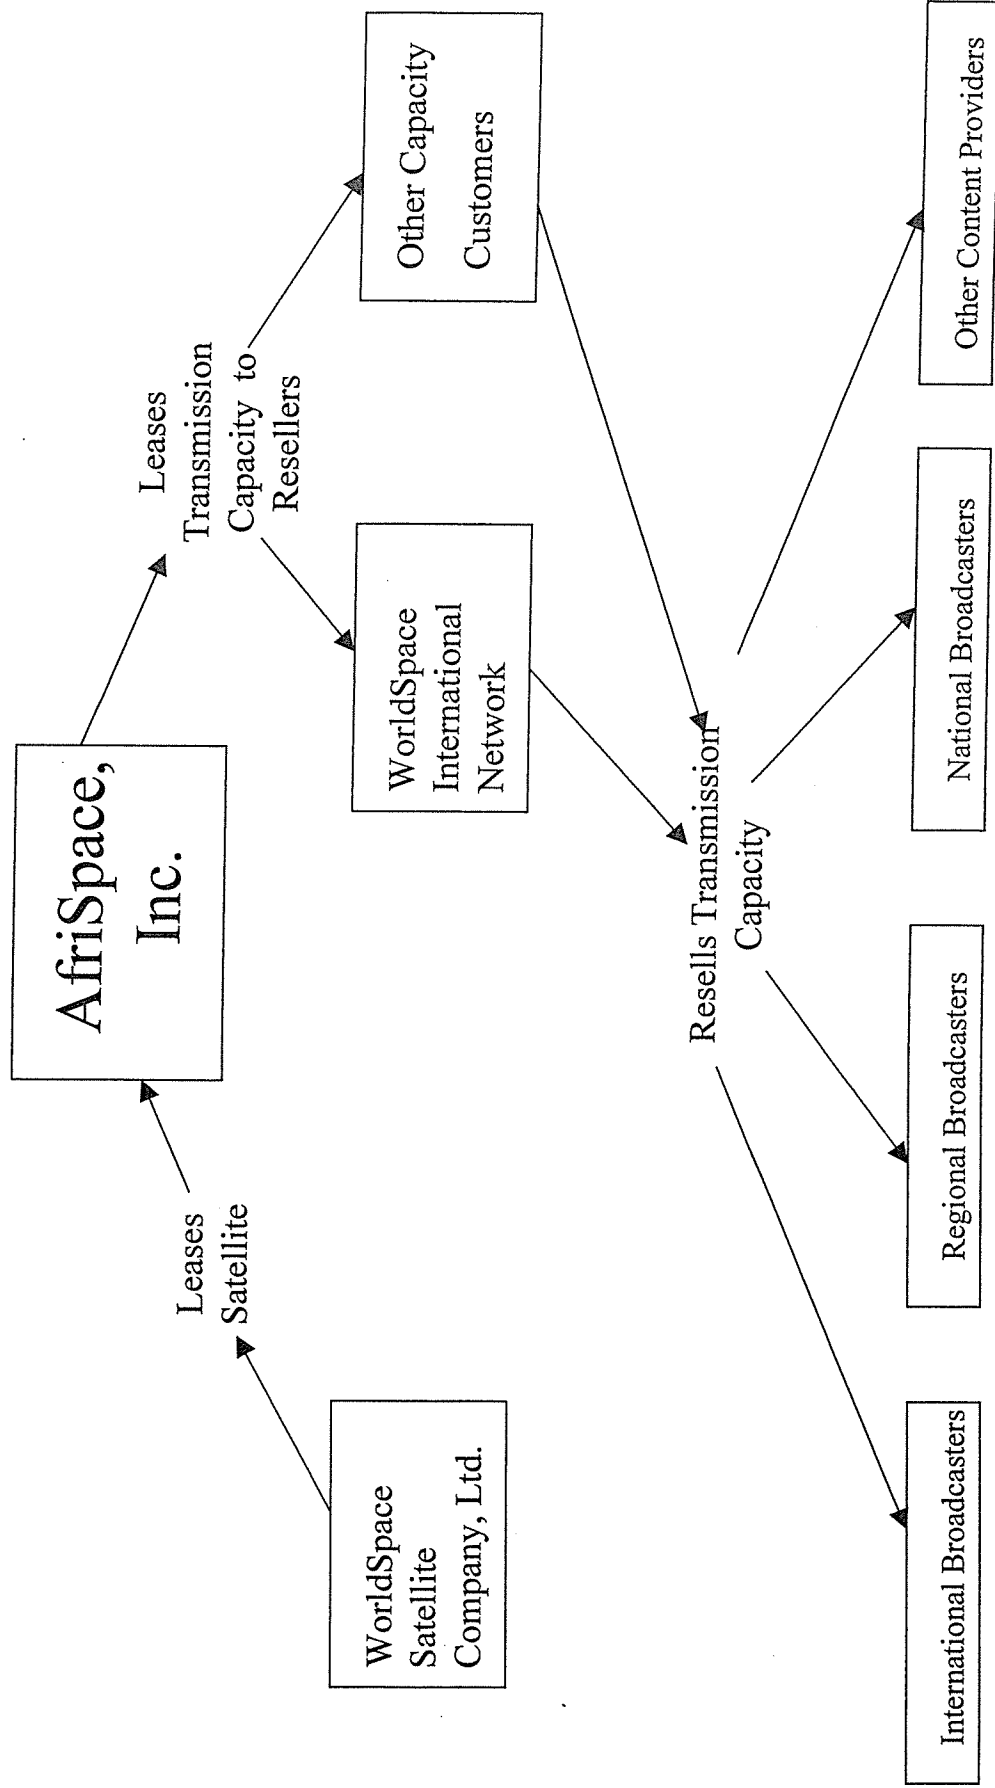 AfriSpace,
Inc.
Leases
Satellite
Leases
Transmission
Capacity to
Resellers
WorldSpace
Satellite
Company, Ltd.
WorldSpace
International
Network
Other Capacity
Customers
Resells Transmission
Capacity
International Broadcasters
Regional Broadcasters
National Broadcasters
Other Content Providers